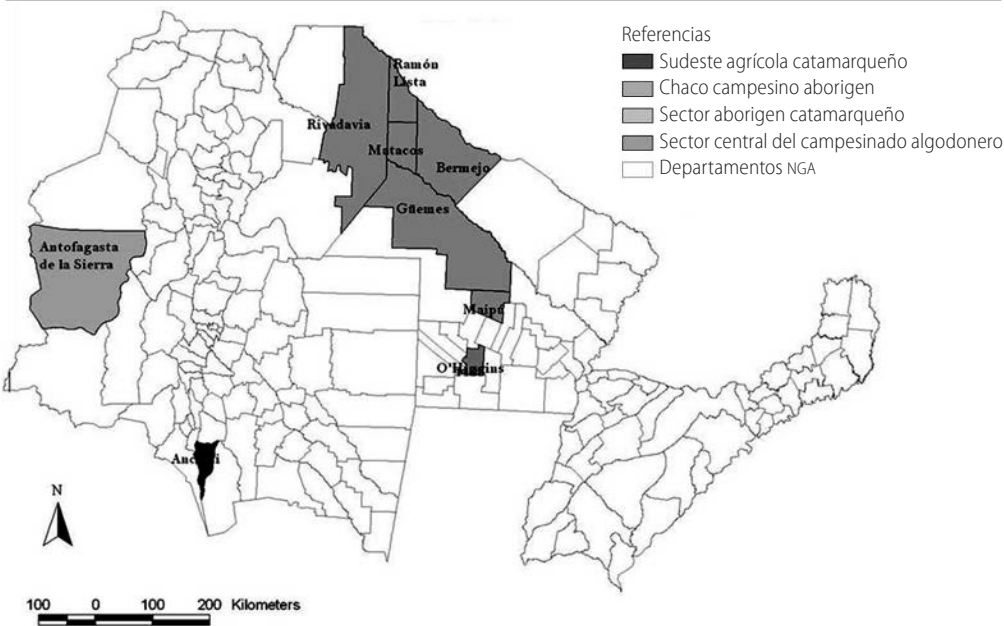 Referencias
Sudeste agrícola catamarqueño
Chaco campesino aborigen
Sector aborigen catamarqueño
Sector central del campesinado algodonero
Departamentos NGA
Ramón
Lista
Rivadavia
Matacos
Bermejo
Güemes
Antofagasta
de la Sierra
Maipú
O'Higgins
N
100 0 100 200 Kilometers